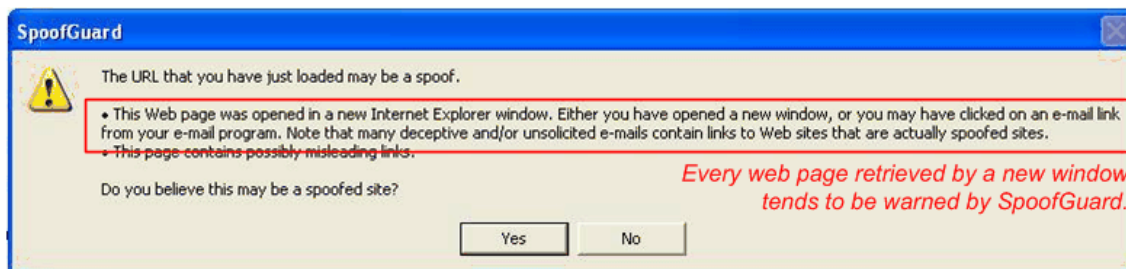 SpoofGuard
The URL that you have just loaded may be a spoof.
• This Web page was opened in a new Internet Explorer window. Either you have opened a new window, or you may have clicked on an e-mail link
from your e-mail program. Note that many deceptive and/or unsolicited e-mails contain links to Web sites that are actually spoofed sites.
• This page contains possibly misleading links.
Do you believe this may be a spoofed site?
Every web page retrieved by a new window
tends to be warned by SpoofGuard.
Yes No